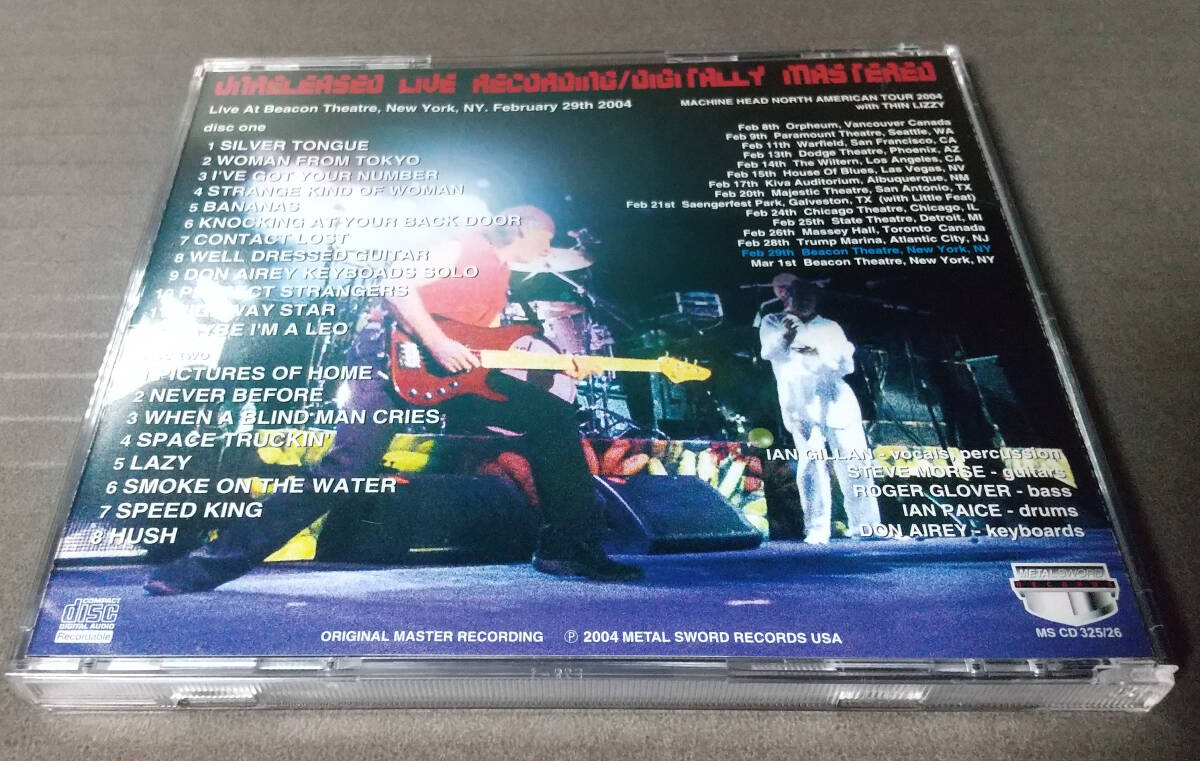 UNRELEASED LIVE RECORDING/DIGITALLY MASTERED
Live At Beacon Theatre, New York, NY. February 29th 2004
disc one
1 SILVER TONGUE
2 WOMAN FROM TOKYO
3 I'VE GOT YOUR NUMBER
4 STRANGE KIND OF WOMAN
5 BANANAS
6 KNOCKING AT YOUR BACK DOOR
7 CONTACT LOST
8 WELL DRESSED GUITAR
9 DON AIREY KEYBOADS SOLO
10 PERFECT STRANGERS
WAY STAR
MAYBE I'M A LEO
TWO
PICTURES OF HOME
2 NEVER BEFORE
3 WHEN A BLIND MAN CRIES
4 SPACE TRUCKIN'
5 LAZY
6 SMOKE ON THE WATER
7 SPEED KING
8 HUSH
MACHINE HEAD NORTH AMERICAN TOUR 2004
with THIN LIZZY
Feb 8th Orpheum, Vancouver Canada
Feb 9th Paramount Theatre, Seattle, WA
Feb 11th Warfield, San Francisco, CA
Feb 13th Dodge Theatre, Phoenix, AZ
Feb 14th The Wiltern, Los Angeles, CA
Feb 15th House Of Blues, Las Vegas, NV
Feb 17th Kiva Auditorium, Albuquerque, NM
Feb 20th Majestic Theatre, San Antonio, TX
Feb 21st Saengerfest Park, Galveston, TX (with Little Feat)
Feb 24th Chicago Theatre, Chicago, IL
Feb 25th State Theatre, Detroit, MI
Feb 26th Massey Hall, Toronto Canada
Feb 28th Trump Marina, Atlantic City, NJ
Feb 29th Beacon Theatre, New York, NY
Mar 1st Beacon Theatre, New York, NY
IAN GILLAN - vocals, percussion
STEVE MORSE - guitars
ROGER GLOVER - bass
IAN PAICE - drums
DON AIREY - keyboards
COMPACT
disc
DIGITAL AUDIO
Recordable
ORIGINAL MASTER RECORDING ℗ 2004 METAL SWORD RECORDS USA
METAL SWORD
RECORDS
MS CD 325/26